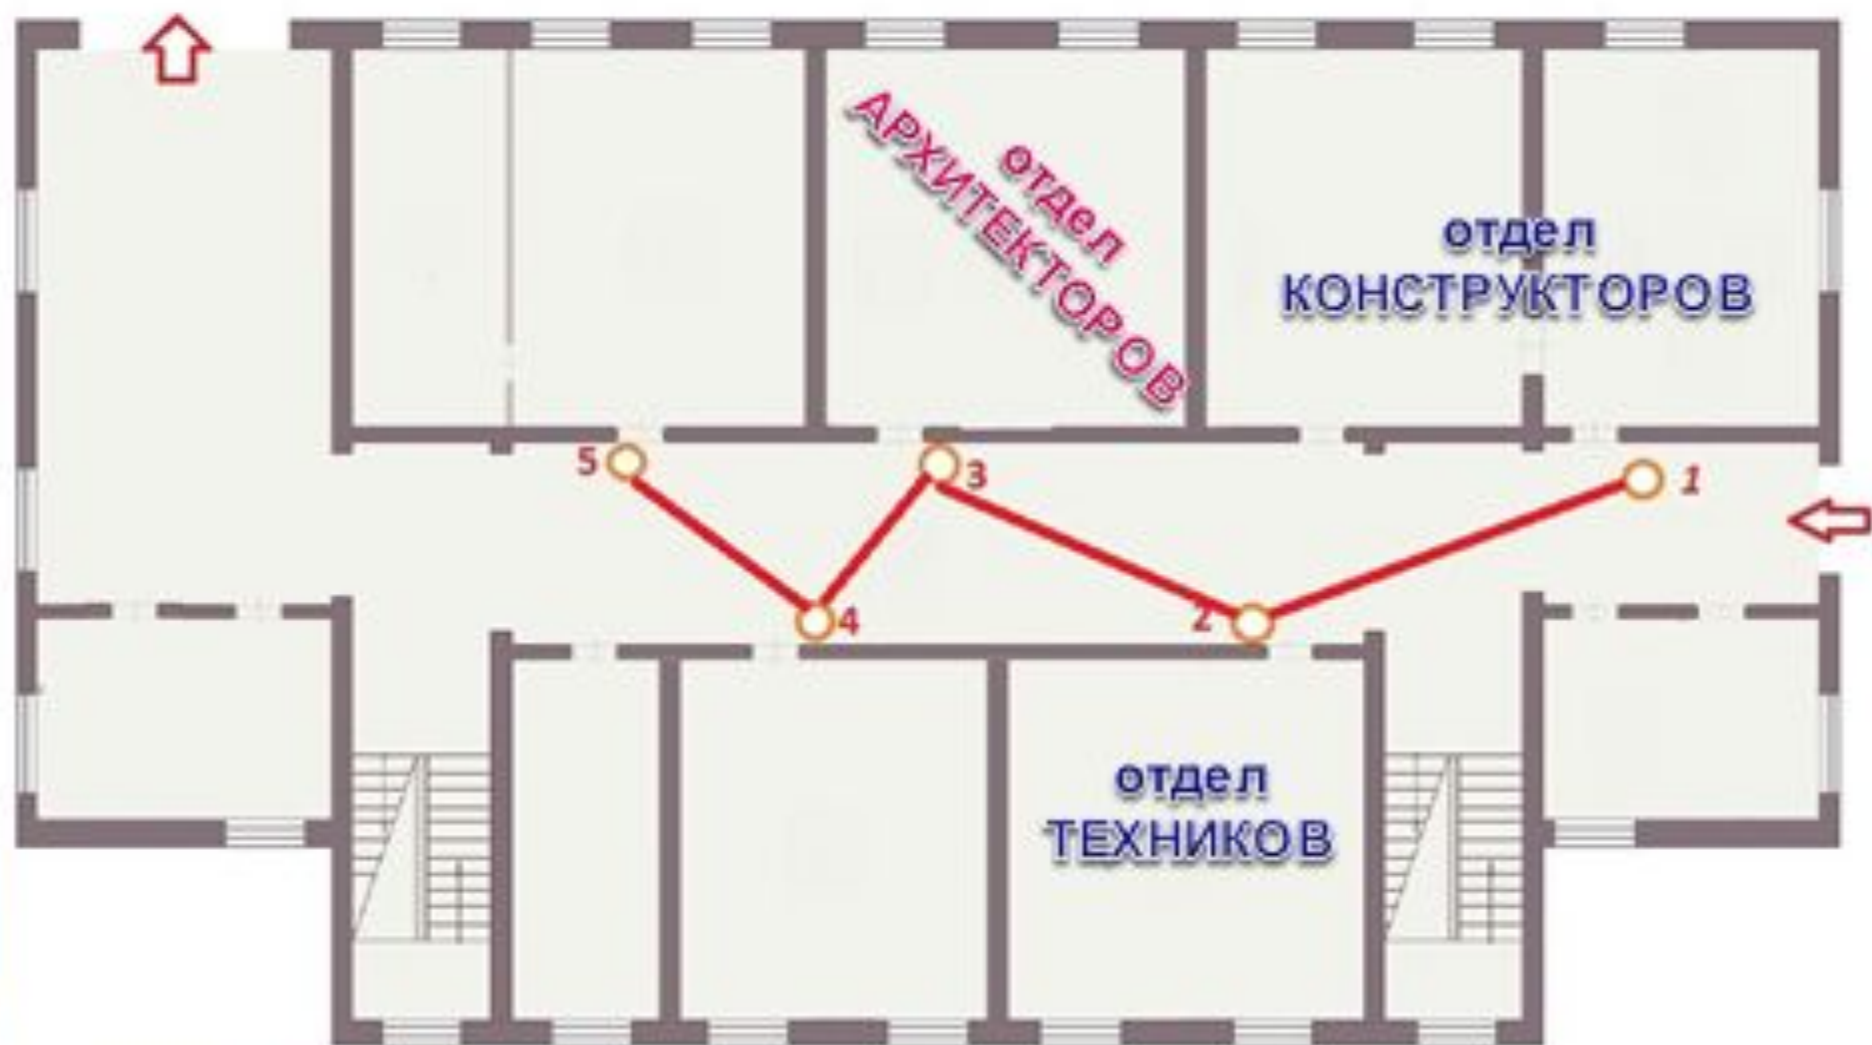 отдел
АРХИТЕКТОРОВ
отдел
КОНСТРУКТОРОВ
5
3
1
4
2
отдел
ТЕХНИКОВ